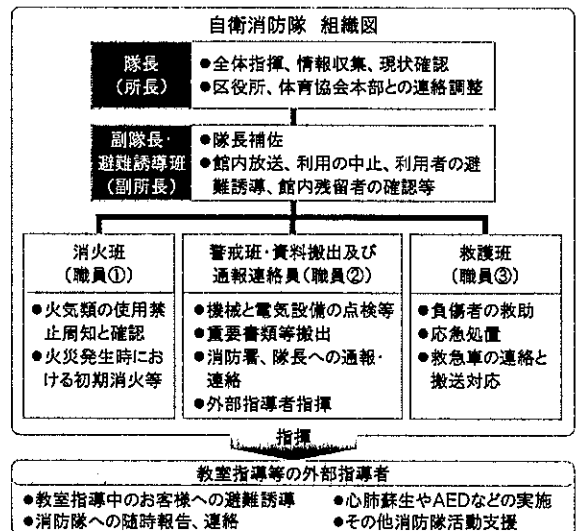 自衛消防隊 組織図
隊長
(所長)
●全体指揮、情報収集、現状確認
●区役所、体育協会本部との連絡調整
副隊長・
避難誘導班
(副所長)
●隊長補佐
●館内放送、利用の中止、利用者の避
難誘導、館内残留者の確認等
消火班
(職員①)
●火気類の使用禁
止周知と確認
●火災発生時にお
ける初期消火等
警戒班・資料搬出及び
通報連絡員(職員②)
●機械と電気設備の点検等
●重要書類等搬出
●消防署、隊長への通報・
連絡
●外部指導者指揮
救護班
(職員③)
●負傷者の救助
●応急処置
●救急車の連絡と
搬送対応
指揮
教室指導等の外部指導者
●教室指導中のお客様への避難誘導
●消防隊への随時報告、連絡
●心肺蘇生やAEDなどの実施
●その他消防隊活動支援